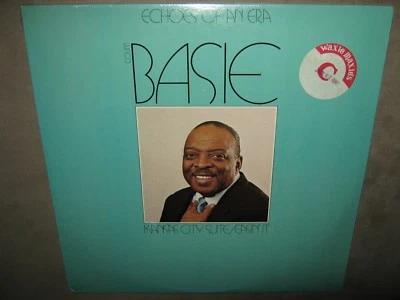 ECHOES OF AN ERA
COUNT
BASIE
waxie maxie's
KANSAS CITY SUITE/EASIN' IT